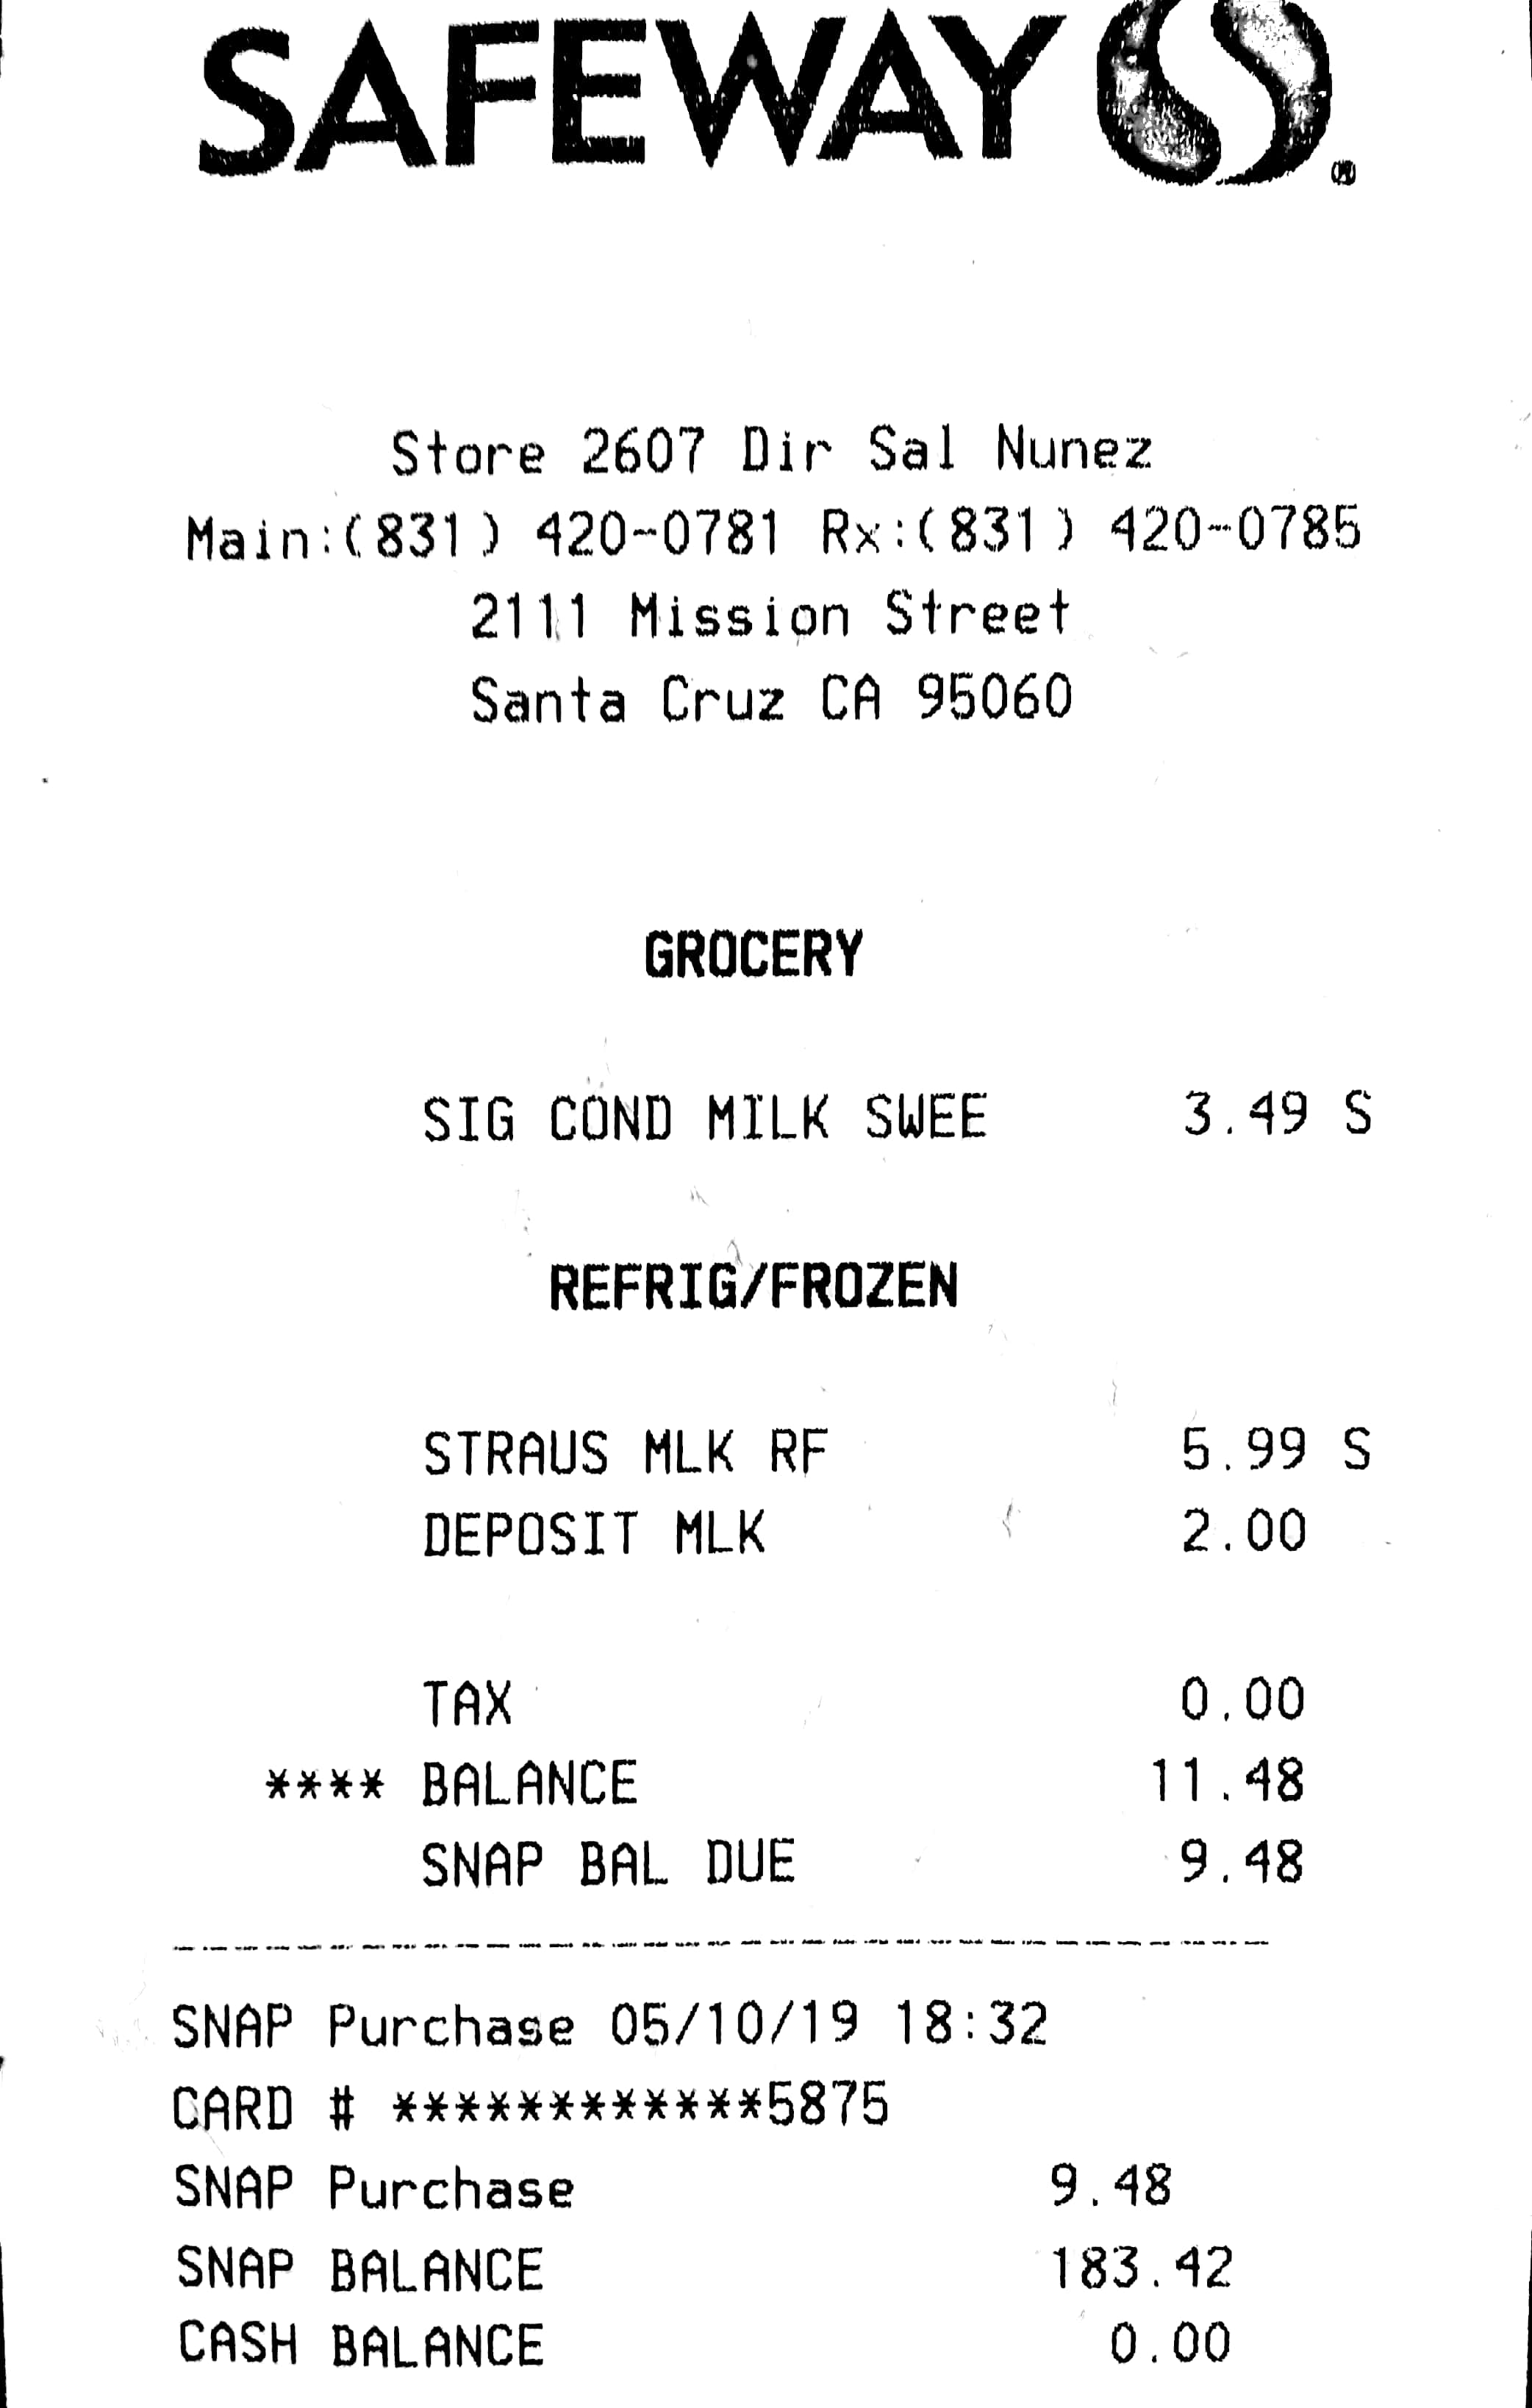 SAFEWAY
Store 2607 Dir Sal Nunez
Main:(831) 420-0781 Rx:(831) 420-0785
2111 Mission Street
Santa Cruz CA 95060
GROCERY
SIG COND MILK SWEE 3.49 S
REFRIG/FROZEN
STRAUS MLK RF 5.99 S
DEPOSIT MLK 2.00
TAX 0.00
**** BALANCE 11.48
SNAP BAL DUE 9.48
SNAP Purchase 05/10/19 18:32
CARD # ************5875
SNAP Purchase 9.48
SNAP BALANCE 183.42
CASH BALANCE 0.00